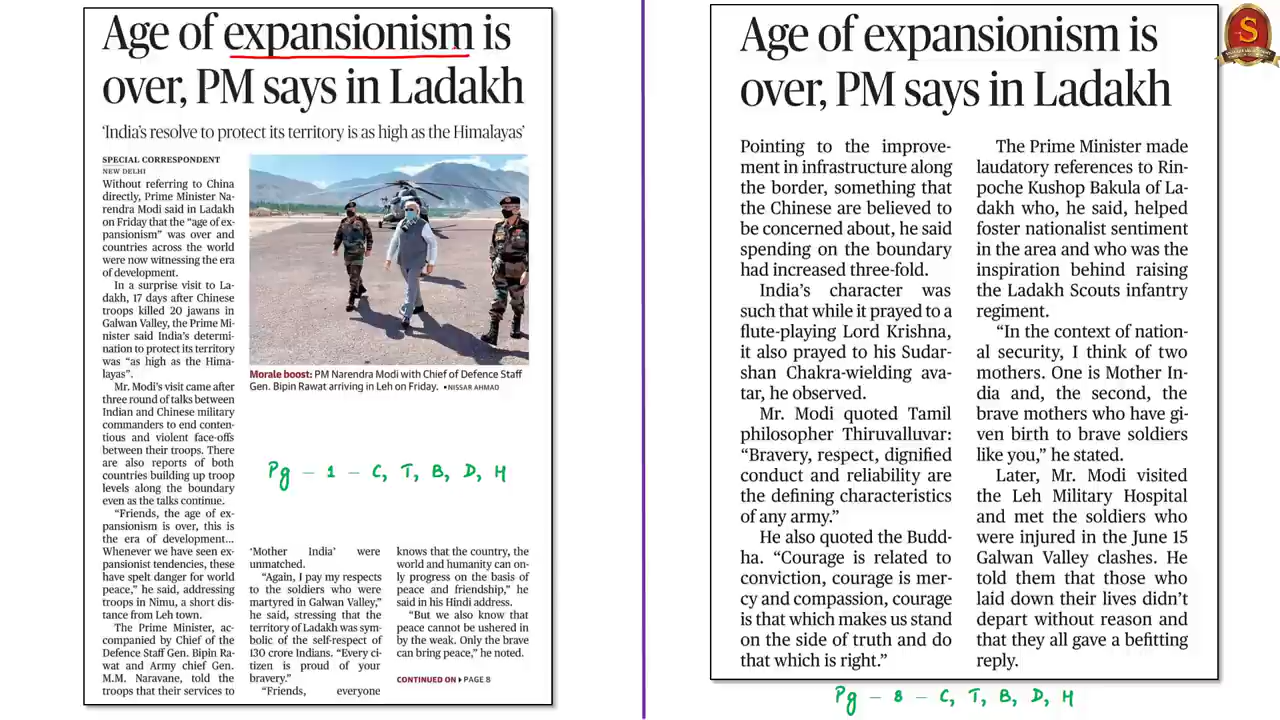 Age of expansionism is
over, PM says in Ladakh
‘India’s resolve to protect its territory is as high as the Himalayas’
SPECIAL CORRESPONDENT
NEW DELHI
Without referring to China
directly, Prime Minister Na-
rendra Modi said in Ladakh
on Friday that the “age of ex-
pansionism” was over and
countries across the world
were now witnessing the era
of development.
In a surprise visit to La-
dakh, 17 days after Chinese
troops killed 20 jawans in
Galwan Valley, the Prime Mi-
nister said India’s determi-
nation to protect its territory
was “as high as the Hima-
layas”.
Mr. Modi’s visit came after
three round of talks between
Indian and Chinese military
commanders to end conten-
tious and violent face-offs
between their troops. There
are also reports of both
countries building up troop
levels along the boundary
even as the talks continue.
“Friends, the age of ex-
pansionism is over, this is
the era of development...
Whenever we have seen ex-
pansionist tendencies, these
have spelt danger for world
peace,” he said, addressing
troops in Nimu, a short dis-
tance from Leh town.
The Prime Minister, ac-
companied by Chief of the
Defence Staff Gen. Bipin Ra-
wat and Army chief Gen.
M.M. Naravane, told the
troops that their services to
Morale boost: PM Narendra Modi with Chief of Defence Staff
Gen. Bipin Rawat arriving in Leh on Friday. ▪NISSAR AHMAD
Pg - 1 - C, T, B, D, H
‘Mother India’ were
unmatched.
“Again, I pay my respects
to the soldiers who were
martyred in Galwan Valley,”
he said, stressing that the
territory of Ladakh was sym-
bolic of the self-respect of
130 crore Indians. “Every ci-
tizen is proud of your
bravery.”
“Friends, everyone
knows that the country, the
world and humanity can on-
ly progress on the basis of
peace and friendship,” he
said in his Hindi address.
“But we also know that
peace cannot be ushered in
by the weak. Only the brave
can bring peace,” he noted.
CONTINUED ON ▸ PAGE 8
Age of expansionism is
over, PM says in Ladakh
Pointing to the improve-
ment in infrastructure along
the border, something that
the Chinese are believed to
be concerned about, he said
spending on the boundary
had increased three-fold.
India’s character was
such that while it prayed to a
flute-playing Lord Krishna,
it also prayed to his Sudar-
shan Chakra-wielding ava-
tar, he observed.
Mr. Modi quoted Tamil
philosopher Thiruvalluvar:
“Bravery, respect, dignified
conduct and reliability are
the defining characteristics
of any army.”
He also quoted the Budd-
ha. “Courage is related to
conviction, courage is mer-
cy and compassion, courage
is that which makes us stand
on the side of truth and do
that which is right.”
The Prime Minister made
laudatory references to Rin-
poche Kushop Bakula of La-
dakh who, he said, helped
foster nationalist sentiment
in the area and who was the
inspiration behind raising
the Ladakh Scouts infantry
regiment.
“In the context of nation-
al security, I think of two
mothers. One is Mother In-
dia and, the second, the
brave mothers who have gi-
ven birth to brave soldiers
like you,” he stated.
Later, Mr. Modi visited
the Leh Military Hospital
and met the soldiers who
were injured in the June 15
Galwan Valley clashes. He
told them that those who
laid down their lives didn’t
depart without reason and
that they all gave a befitting
reply.
Pg - 8 - C, T, B, D, H
S